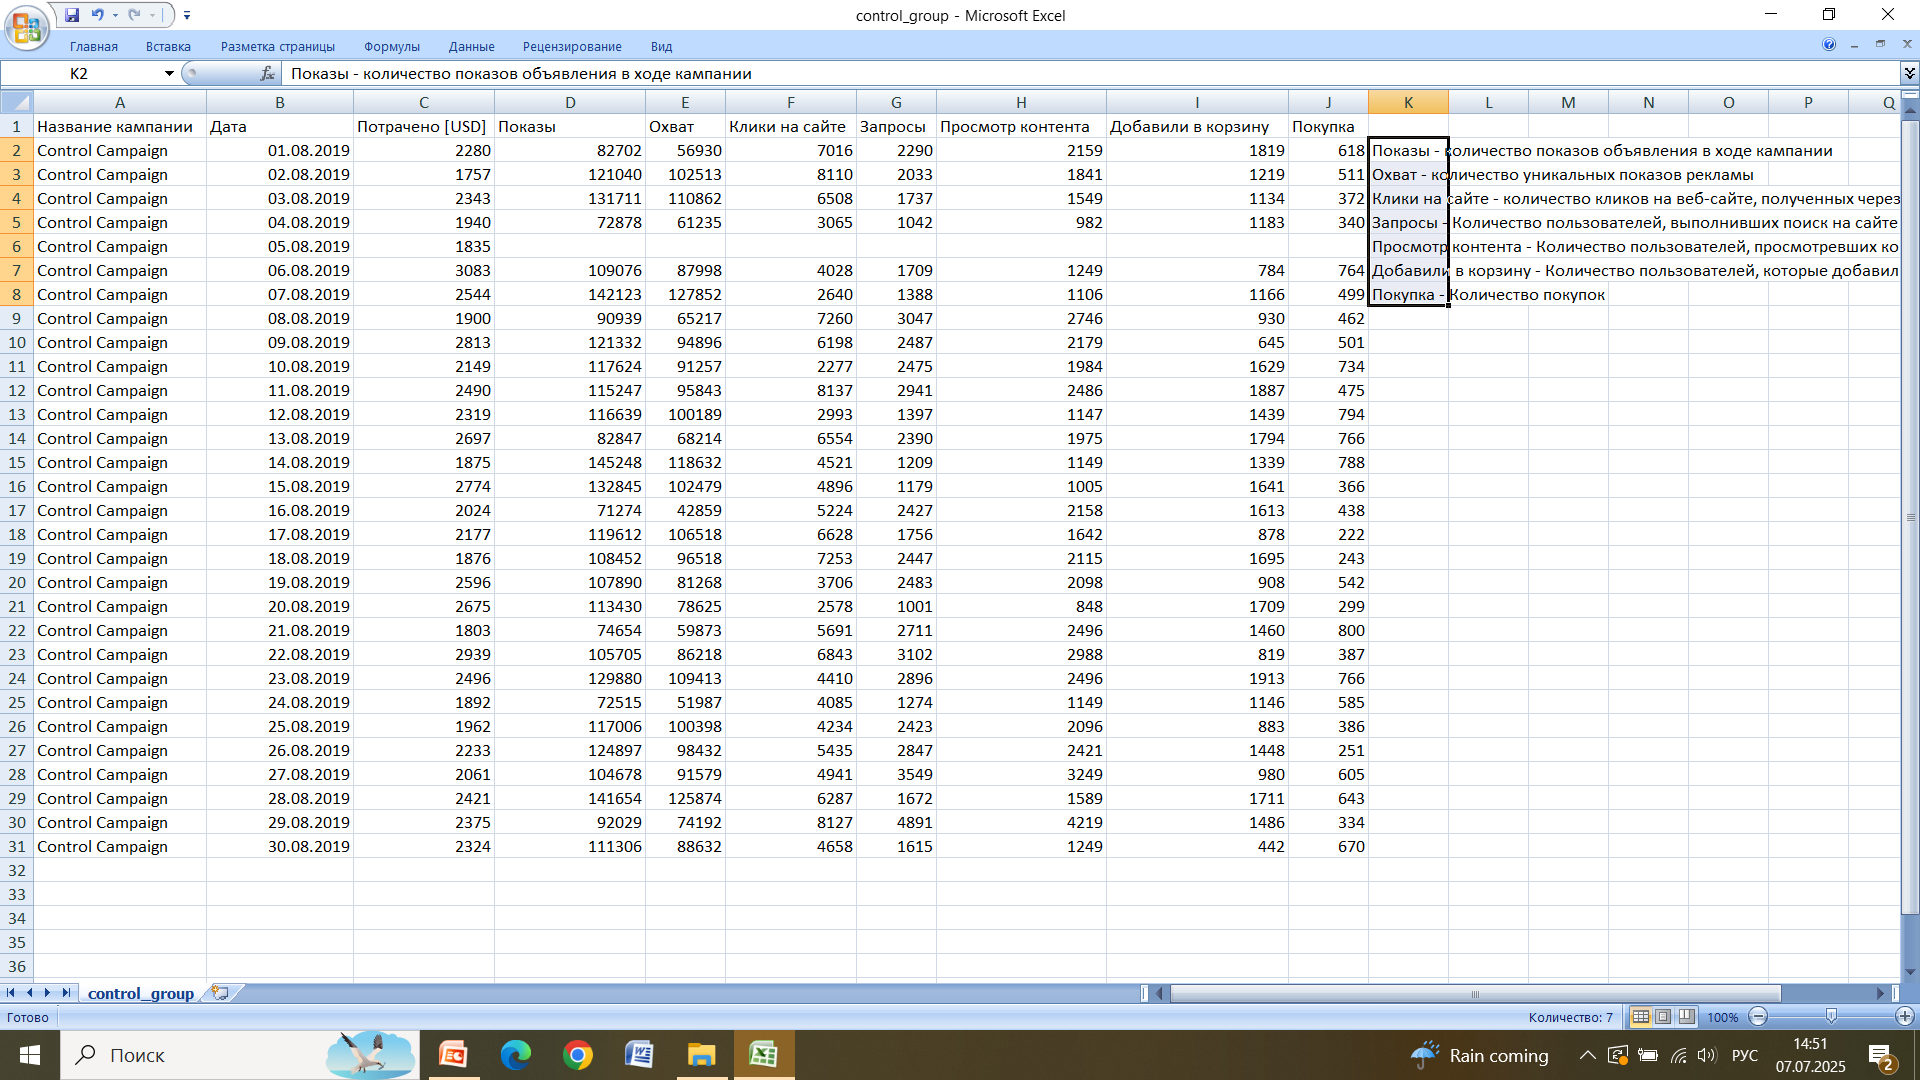 control_group - Microsoft Excel
Главная Вставка Разметка страницы Формулы Данные Рецензирование Вид
K2 fx Показы - количество показов объявления в ходе кампании
A B C D E F G H I J K L M N O P Q
1 Название кампании Дата Потрачено [USD] Показы Охват Клики на сайте Запросы Просмотр контента Добавили в корзину Покупка
2 Control Campaign 01.08.2019 2280 82702 56930 7016 2290 2159 1819 618 Показы - количество показов объявления в ходе кампании
3 Control Campaign 02.08.2019 1757 121040 102513 8110 2033 1841 1219 511 Охват - количество уникальных показов рекламы
4 Control Campaign 03.08.2019 2343 131711 110862 6508 1737 1549 1134 372 Клики на сайте - количество кликов на веб-сайте, полученных через
5 Control Campaign 04.08.2019 1940 72878 61235 3065 1042 982 1183 340 Запросы - Количество пользователей, выполнивших поиск на сайте
6 Control Campaign 05.08.2019 1835 Просмотр контента - Количество пользователей, просмотревших ко
7 Control Campaign 06.08.2019 3083 109076 87998 4028 1709 1249 784 764 Добавили в корзину - Количество пользователей, которые добавил
8 Control Campaign 07.08.2019 2544 142123 127852 2640 1388 1106 1166 499 Покупка - Количество покупок
9 Control Campaign 08.08.2019 1900 90939 65217 7260 3047 2746 930 462
10 Control Campaign 09.08.2019 2813 121332 94896 6198 2487 2179 645 501
11 Control Campaign 10.08.2019 2149 117624 91257 2277 2475 1984 1629 734
12 Control Campaign 11.08.2019 2490 115247 95843 8137 2941 2486 1887 475
13 Control Campaign 12.08.2019 2319 116639 100189 2993 1397 1147 1439 794
14 Control Campaign 13.08.2019 2697 82847 68214 6554 2390 1975 1794 766
15 Control Campaign 14.08.2019 1875 145248 118632 4521 1209 1149 1339 788
16 Control Campaign 15.08.2019 2774 132845 102479 4896 1179 1005 1641 366
17 Control Campaign 16.08.2019 2024 71274 42859 5224 2427 2158 1613 438
18 Control Campaign 17.08.2019 2177 119612 106518 6628 1756 1642 878 222
19 Control Campaign 18.08.2019 1876 108452 96518 7253 2447 2115 1695 243
20 Control Campaign 19.08.2019 2596 107890 81268 3706 2483 2098 908 542
21 Control Campaign 20.08.2019 2675 113430 78625 2578 1001 848 1709 299
22 Control Campaign 21.08.2019 1803 74654 59873 5691 2711 2496 1460 800
23 Control Campaign 22.08.2019 2939 105705 86218 6843 3102 2988 819 387
24 Control Campaign 23.08.2019 2496 129880 109413 4410 2896 2496 1913 766
25 Control Campaign 24.08.2019 1892 72515 51987 4085 1274 1149 1146 585
26 Control Campaign 25.08.2019 1962 117006 100398 4234 2423 2096 883 386
27 Control Campaign 26.08.2019 2233 124897 98432 5435 2847 2421 1448 251
28 Control Campaign 27.08.2019 2061 104678 91579 4941 3549 3249 980 605
29 Control Campaign 28.08.2019 2421 141654 125874 6287 1672 1589 1711 643
30 Control Campaign 29.08.2019 2375 92029 74192 8127 4891 4219 1486 334
31 Control Campaign 30.08.2019 2324 111306 88632 4658 1615 1249 442 670
32
33
34
35
36
control_group
Готово Количество: 7 100%
Поиск Rain coming РУС 14:51
07.07.2025 2